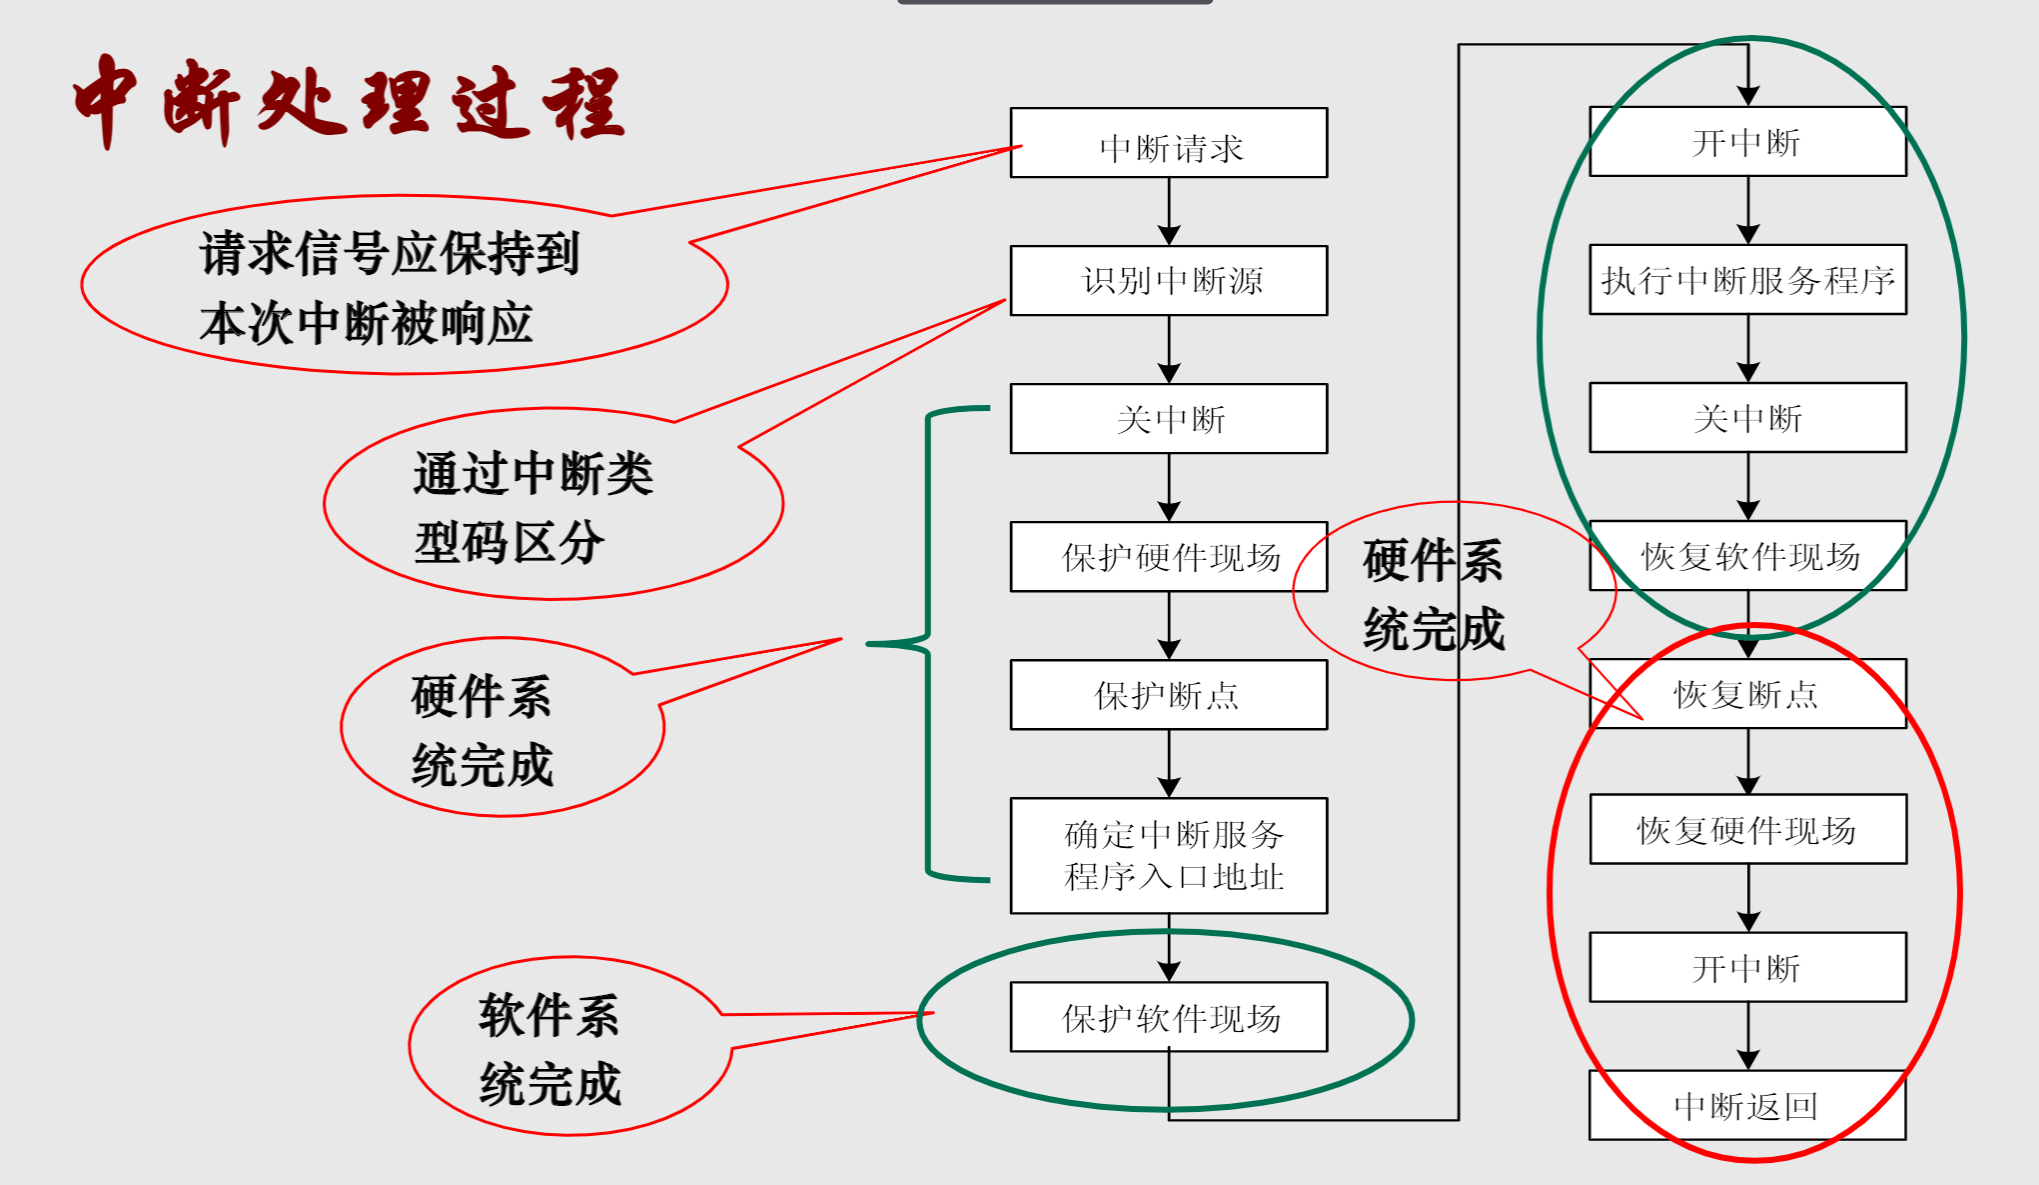 中断处理过程
请求信号应保持到
本次中断被响应
通过中断类
型码区分
硬件系
统完成
软件系
统完成
中断请求
识别中断源
关中断
保护硬件现场
保护断点
确定中断服务
程序入口地址
保护软件现场
硬件系
统完成
开中断
执行中断服务程序
关中断
恢复软件现场
恢复断点
恢复硬件现场
开中断
中断返回